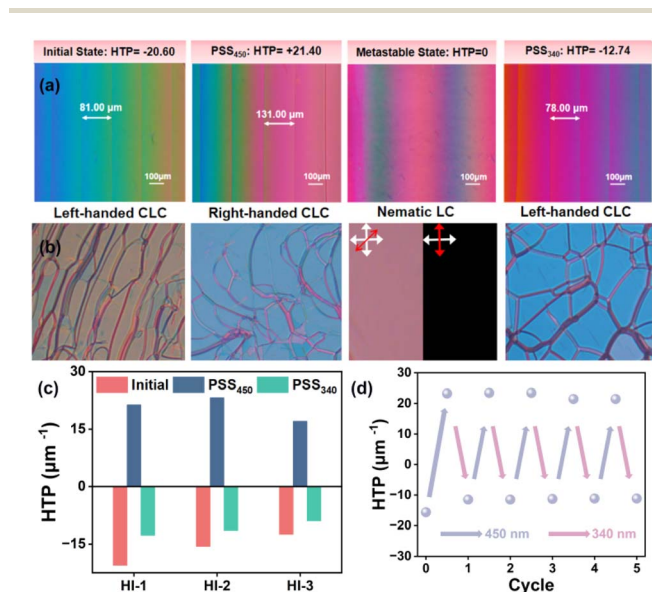 Initial State: HTP= -20.60
PSS450: HTP= +21.40
Metastable State: HTP=0
PSS340: HTP= -12.74
(a)
81.00 μm
131.00 μm
78.00 μm
100μm
100μm
100μm
100μm
Left-handed CLC
Right-handed CLC
Nematic LC
Left-handed CLC
(b)
(c)
Initial
PSS450
PSS340
HTP (μm -1)
15
0
−15
HI-1
HI-2
HI-3
(d)
HTP (μm -1)
30
20
10
0
−10
−20
−30
450 nm
340 nm
0
1
2
3
4
5
Cycle